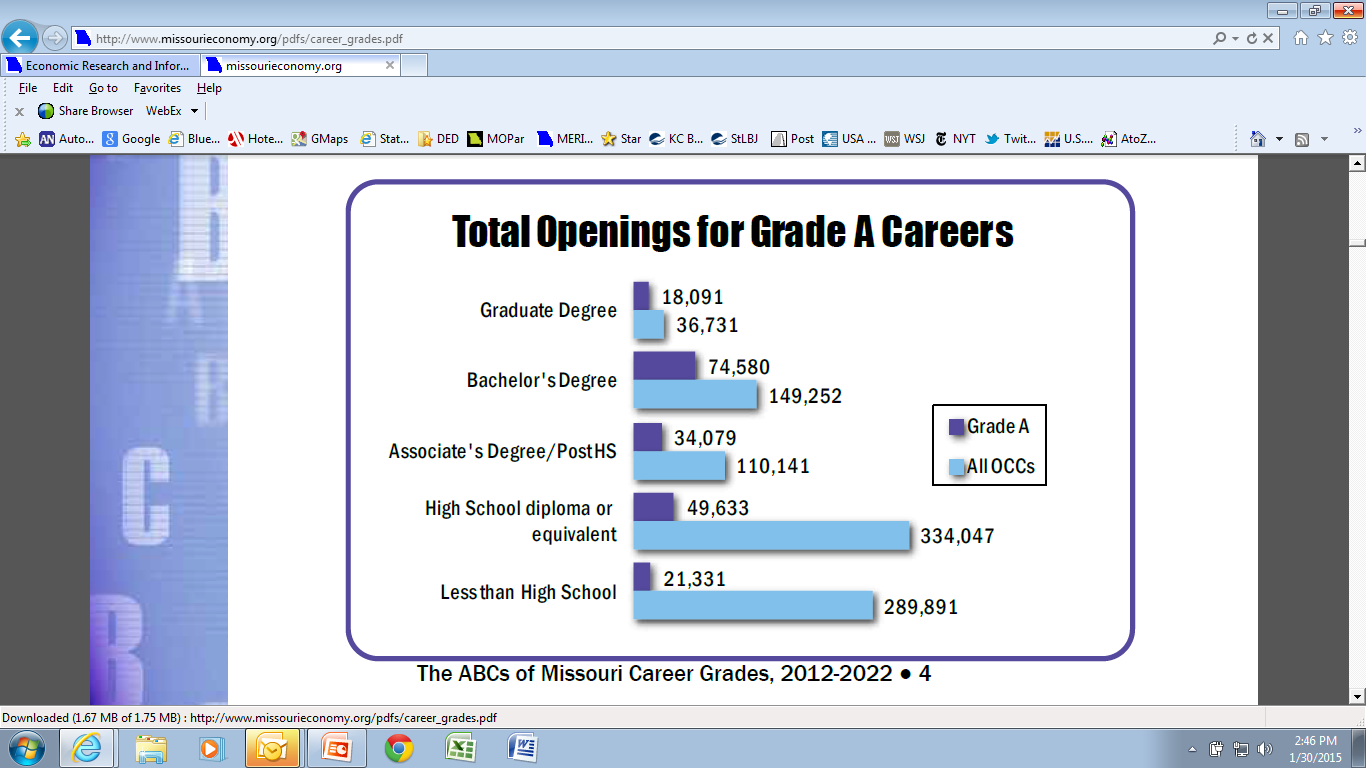 http://www.missourieconomy.org/pdfs/career_grades.pdf
Economic Research and Infor...
missourieconomy.org
File Edit Go to Favorites Help
x Share Browser WebEx
Auto... Google Blue... Hote... GMaps Stat... DED MOPar MERI... Star KC B... StLBJ Post USA ... WSJ NYT Twit... U.S.... AtoZ...
Total Openings for Grade A Careers
Graduate Degree
18,091
36,731
Bachelor's Degree
74,580
149,252
Associate's Degree/Post HS
34,079
110,141
High School diploma or
equivalent
49,633
334,047
Less than High School
21,331
289,891
Grade A
All OCCs
The ABCs of Missouri Career Grades, 2012-2022 ● 4
B
A
B
C
B
Downloaded (1.67 MB of 1.75 MB) : http://www.missourieconomy.org/pdfs/career_grades.pdf
2:46 PM
1/30/2015